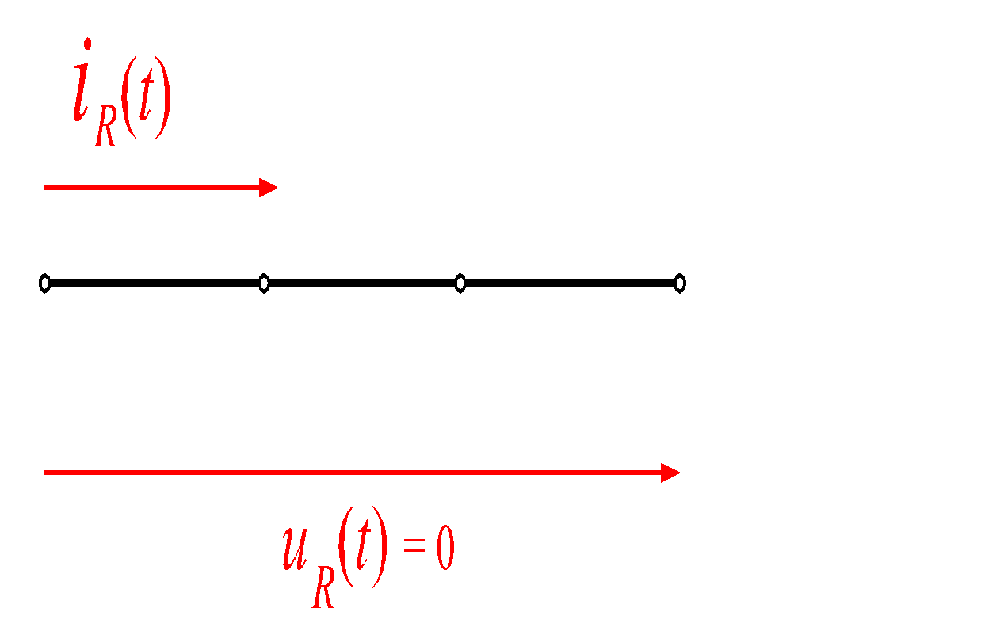 i_R(t)
u_R(t) = 0